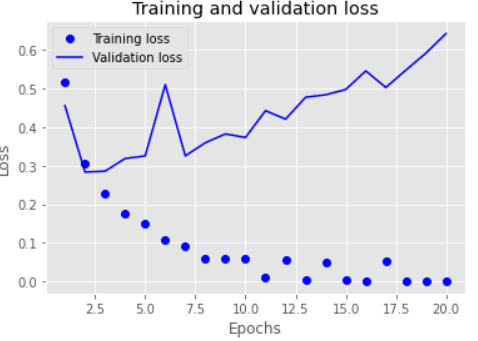 Training and validation loss
Training loss
Validation loss
0.6
0.5
0.4
0.3
0.2
0.1
0.0
Loss
2.5 5.0 7.5 10.0 12.5 15.0 17.5 20.0
Epochs